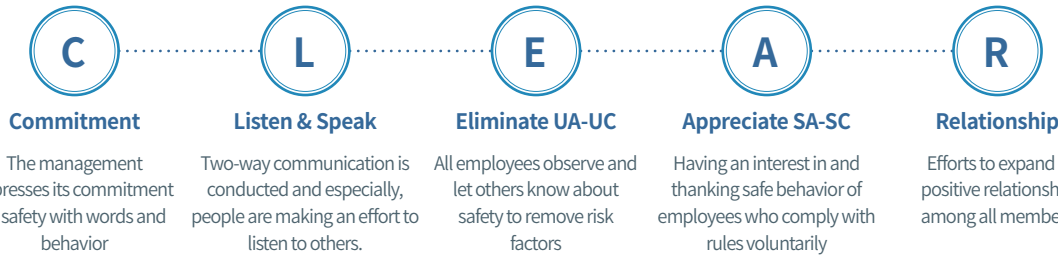 C L E A R
Commitment Listen & Speak Eliminate UA-UC Appreciate SA-SC Relationship
The management
presses its commitment
safety with words and
behavior
Two-way communication is
conducted and especially,
people are making an effort to
listen to others.
All employees observe and
let others know about
safety to remove risk
factors
Having an interest in and
thanking safe behavior of
employees who comply with
rules voluntarily
Efforts to expand
positive relationsh
among all membe